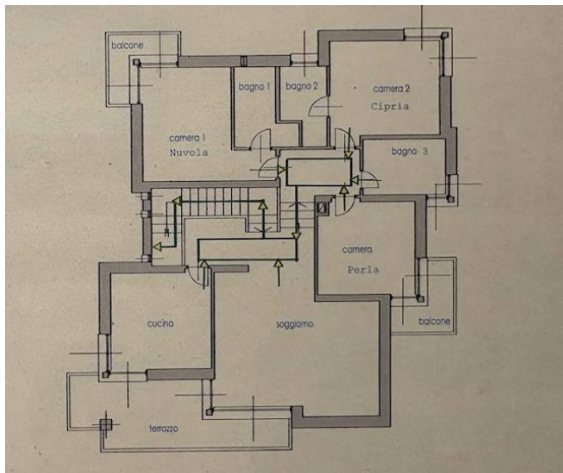 balcone
bagno 1
bagno 2
camera 2
Cipria
camera 1
Nuvola
bagno 3
camera
Perla
cucina
soggiorno
balcone
terrazzo